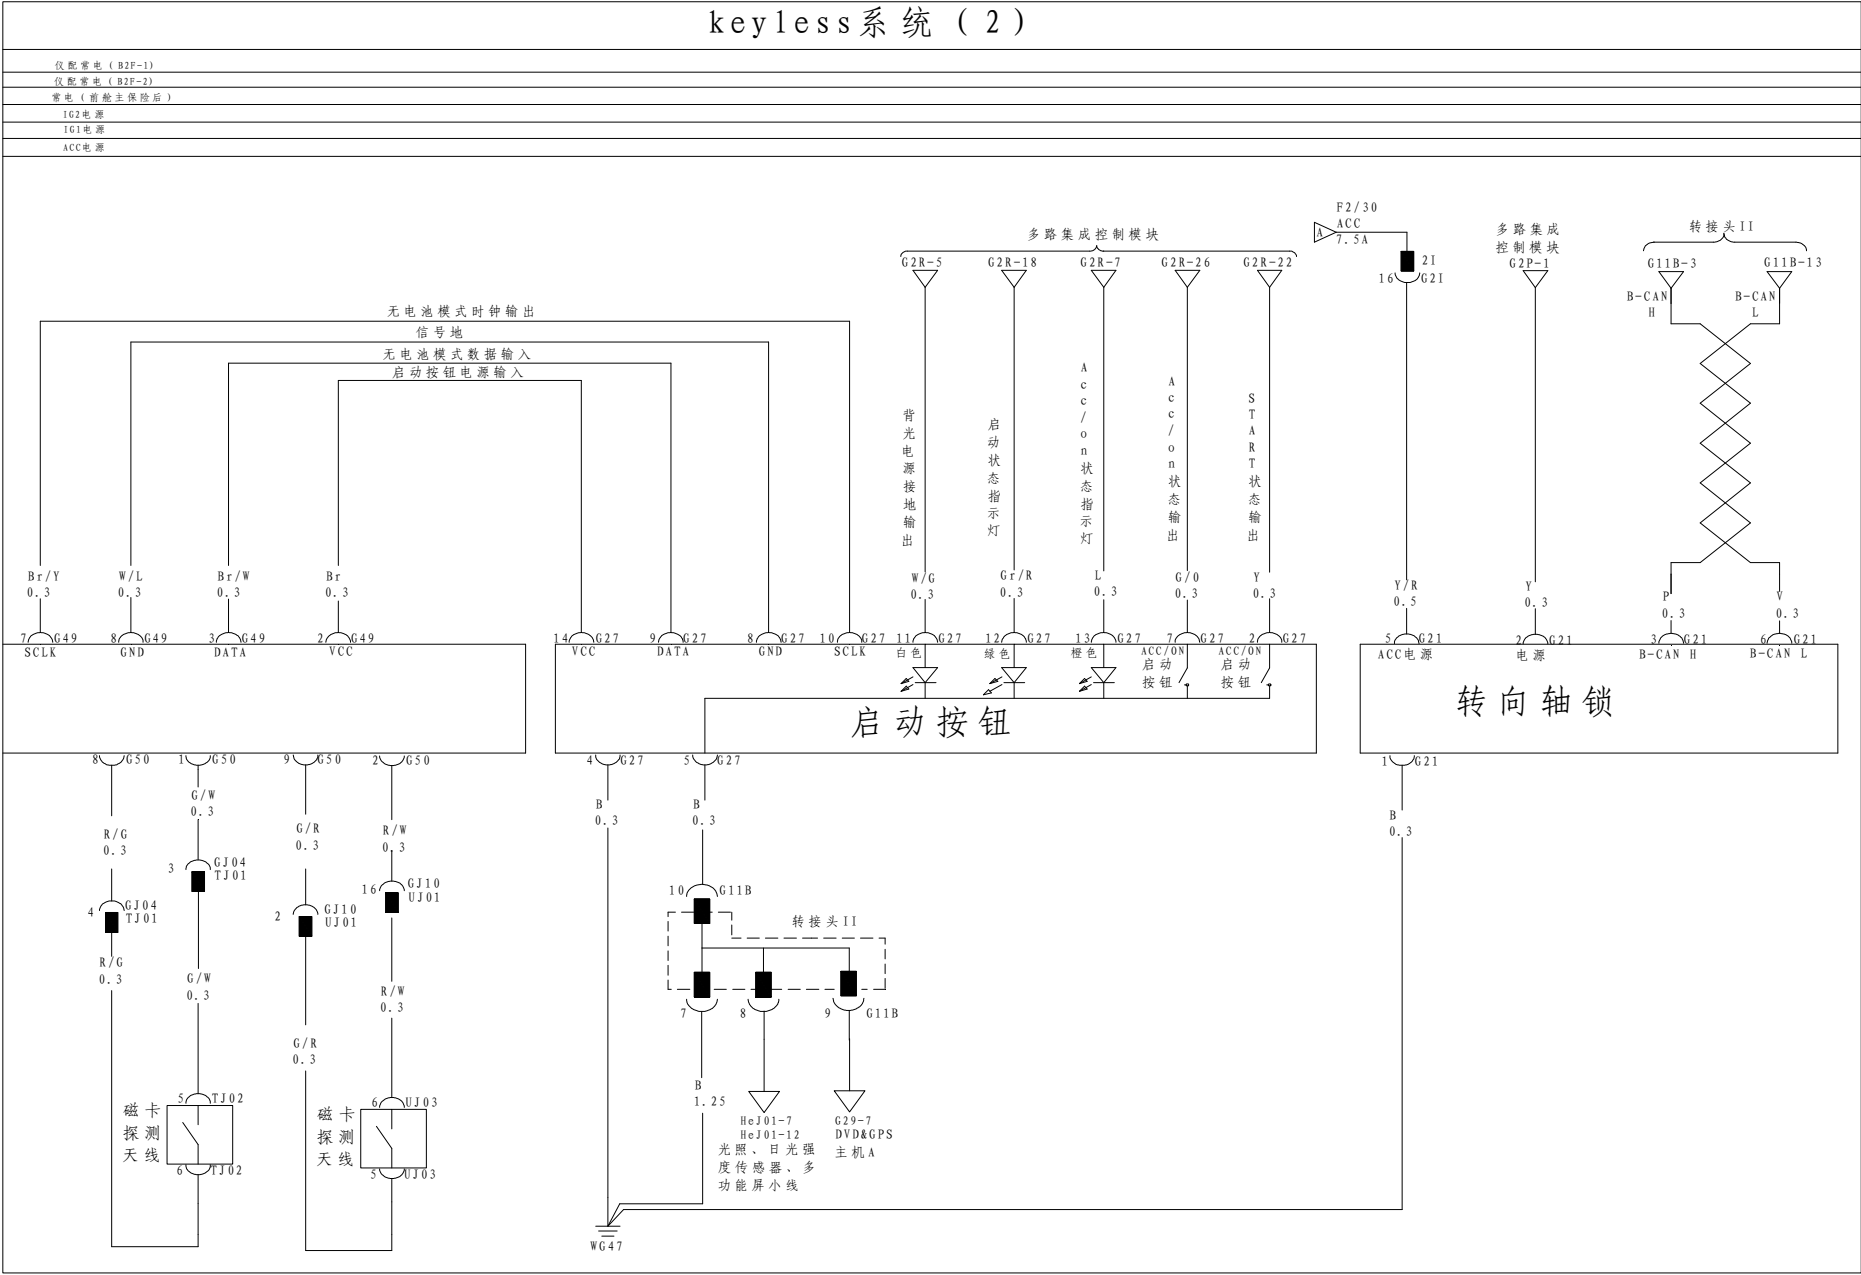 keyless系统（2）
仪配常电（B2F-1)
仪配常电（B2F-2)
常电（前舱主保险后）
IG2电源
IG1电源
ACC电源
无电池模式时钟输出
信号地
无电池模式数据输入
启动按钮电源输入
多路集成控制模块
G2R-5
G2R-18
G2R-7
G2R-26
G2R-22
背光电源接地输出
启动状态指示灯
Acc/on状态指示灯
Acc/on状态输出
START状态输出
F2/30
ACC
7.5A
A
2I
16
G2I
多路集成
控制模块
G2P-1
转接头II
G11B-3
G11B-13
B-CAN
H
B-CAN
L
Br/Y
0.3
W/L
0.3
Br/W
0.3
Br
0.3
W/G
0.3
Gr/R
0.3
L
0.3
G/O
0.3
Y
0.3
Y/R
0.5
Y
0.3
P
0.3
V
0.3
7 G49
8 G49
3 G49
2 G49
14 G27
9 G27
8 G27
10 G27
11 G27
12 G27
13 G27
7 G27
2 G27
5 G21
2 G21
3 G21
6 G21
SCLK
GND
DATA
VCC
VCC
DATA
GND
SCLK
白色
绿色
橙色
ACC/ON
启动
按钮
ACC/ON
启动
按钮
ACC电源
电源
B-CAN H
B-CAN L
启动按钮
转向轴锁
8 G50
1 G50
9 G50
2 G50
4 G27
5 G27
1 G21
R/G
0.3
G/W
0.3
G/R
0.3
R/W
0.3
B
0.3
B
0.3
B
0.3
4
GJ04
TJ01
3
GJ04
TJ01
2
GJ10
UJ01
16
GJ10
UJ01
10 G11B
转接头II
R/G
0.3
G/W
0.3
G/R
0.3
R/W
0.3
7
8
9 G11B
B
1.25
HeJ01-7
HeJ01-12
光照、日光强
度传感器、多
功能屏小线
G29-7
DVD&GPS
主机A
磁卡
探测
天线
5 TJ02
6 TJ02
磁卡
探测
天线
6 UJ03
5 UJ03
WG47